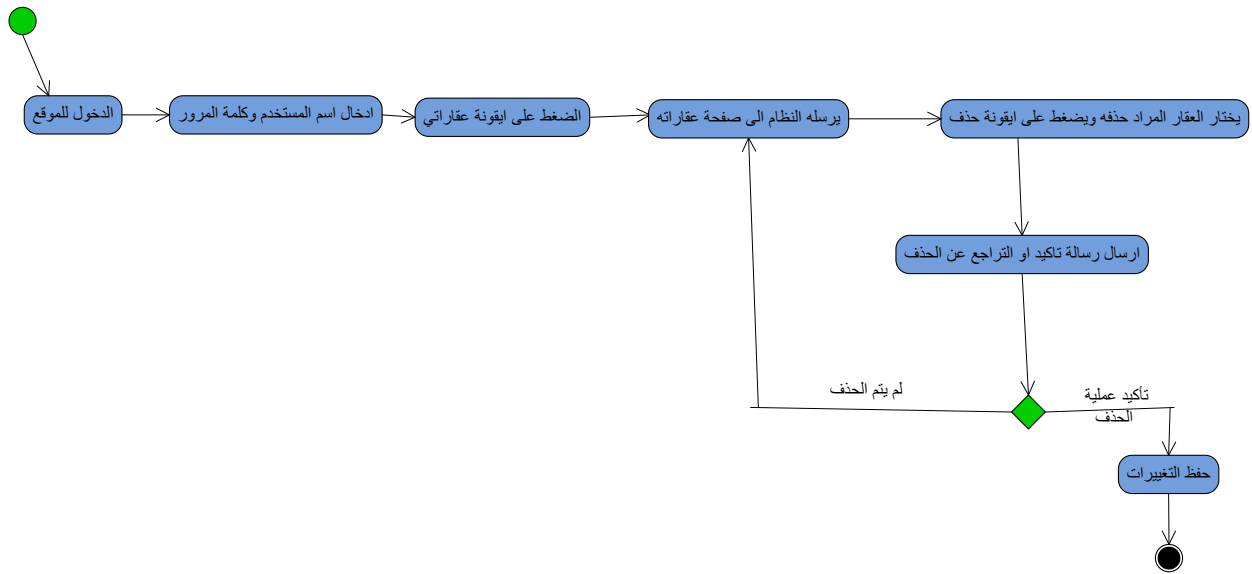 الدخول للموقع
ادخال اسم المستخدم وكلمة المرور
الضغط على ايقونة عقاراتي
يرسله النظام الى صفحة عقاراته
يختار العقار المراد حذفه ويضغط على ايقونة حذف
ارسال رسالة تاكيد او التراجع عن الحذف
لم يتم الحذف
تأكيد عملية
الحذف
حفظ التغييرات